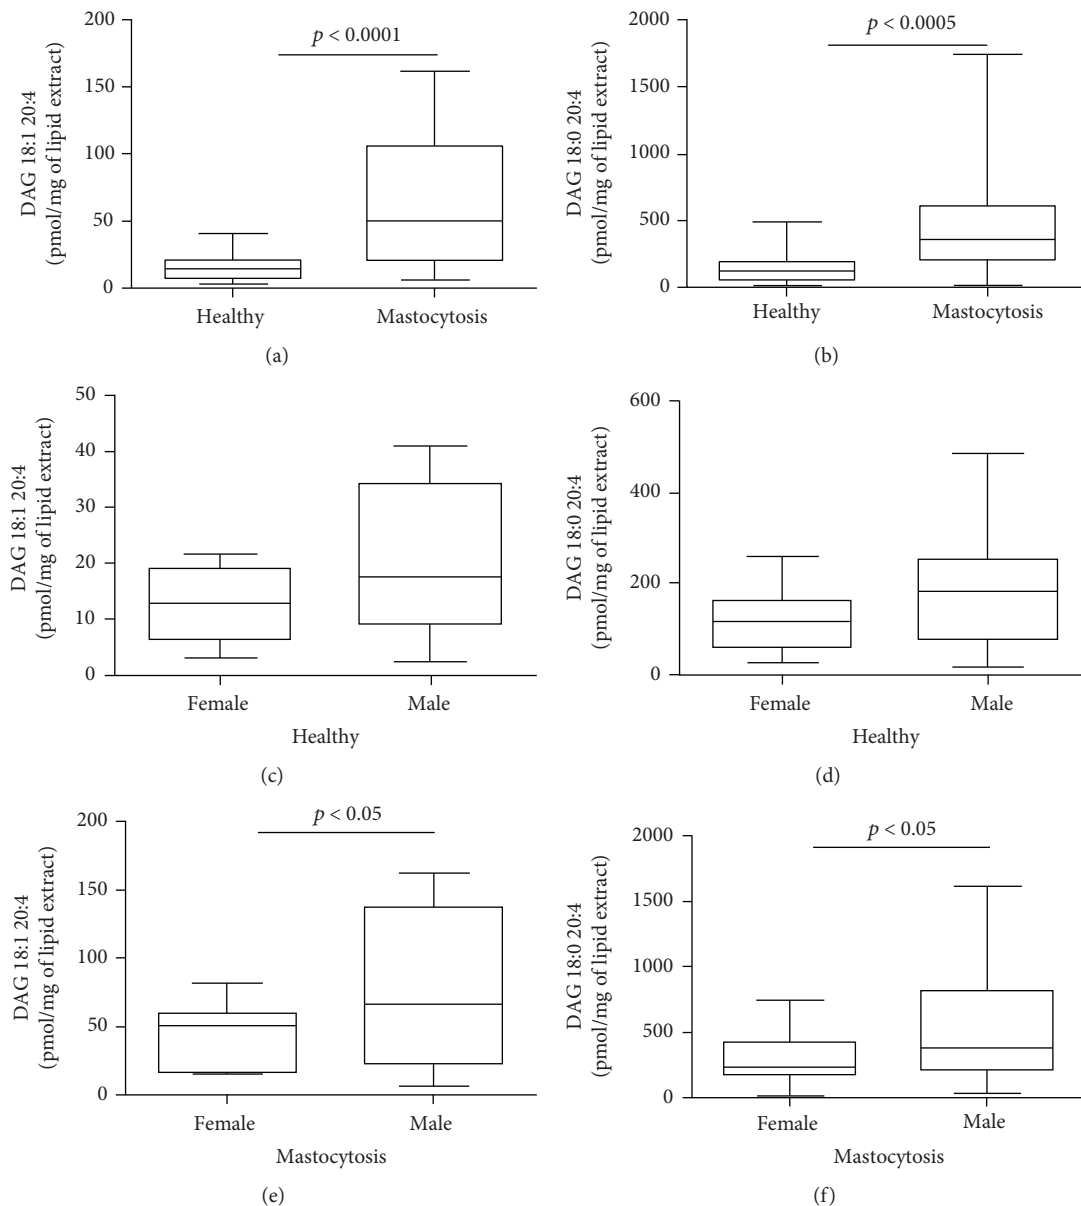 DAG 18:1 20:4
(pmol/mg of lipid extract)
200
150
100
50
0
p < 0.0001
Healthy
Mastocytosis
(a)
DAG 18:0 20:4
(pmol/mg of lipid extract)
2000
1500
1000
500
0
p < 0.0005
Healthy
Mastocytosis
(b)
DAG 18:1 20:4
(pmol/mg of lipid extract)
50
40
30
20
10
0
Female
Male
Healthy
(c)
DAG 18:0 20:4
(pmol/mg of lipid extract)
600
400
200
0
Female
Male
Healthy
(d)
DAG 18:1 20:4
(pmol/mg of lipid extract)
200
150
100
50
0
p < 0.05
Female
Male
Mastocytosis
(e)
DAG 18:0 20:4
(pmol/mg of lipid extract)
2000
1500
1000
500
0
p < 0.05
Female
Male
Mastocytosis
(f)